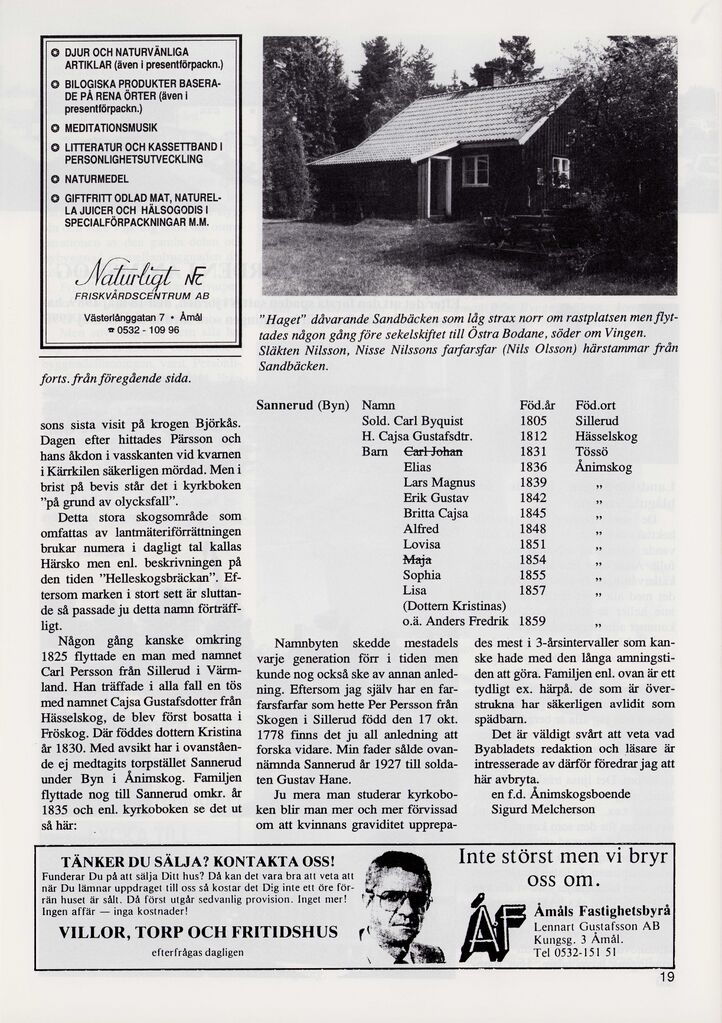 ✪ DJUR OCH NATURVÄNLIGA
ARTIKLAR (även i presentförpackn.)
✪ BILOGISKA PRODUKTER BASERA-
DE PÅ RENA ÖRTER (även i
presentförpackn.)
✪ MEDITATIONSMUSIK
✪ LITTERATUR OCH KASSETTBAND I
PERSONLIGHETSUTVECKLING
✪ NATURMEDEL
✪ GIFTFRITT ODLAD MAT, NATUREL-
LA JUICER OCH HÄLSOGODIS I
SPECIALFÖRPACKNINGAR M.M.
Naturligt
FRISKVÅRDSCENTRUM AB
Västerlånggatan 7 • Åmål
☎ 0532 - 109 96
"Haget" dåvarande Sandbäcken som låg strax norr om rastplatsen men flyt-
tades någon gång före sekelskiftet till Östra Bodane, söder om Vingen.
Släkten Nilsson, Nisse Nilssons farfarsfar (Nils Olsson) härstammar från
Sandbäcken.
forts. från föregående sida.
sons sista visit på krogen Björkås.
Dagen efter hittades Pärsson och
hans åkdon i vasskanten vid kvarnen
i Kärrkilen säkerligen mördad. Men i
brist på bevis står det i kyrkboken
"på grund av olycksfall".
Detta stora skogsområde som
omfattas av lantmäteriförrättningen
brukar numera i dagligt tal kallas
Härsko men enl. beskrivningen på
den tiden "Helleskogsbräckan". Ef-
tersom marken i stort sett är sluttan-
de så passade ju detta namn förträff-
ligt.
Någon gång kanske omkring
1825 flyttade en man med namnet
Carl Persson från Sillerud i Värm-
land. Han träffade i alla fall en tös
med namnet Cajsa Gustafsdotter från
Hässelskog, de blev först bosatta i
Fröskog. Där föddes dottern Kristina
år 1830. Med avsikt har i ovanståen-
de ej medtagits torpstället Sannerud
under Byn i Ånimskog. Familjen
flyttade nog till Sannerud omkr. år
1835 och enl. kyrkoboken se det ut
så här:
Sannerud (Byn) Namn Föd.år Föd.ort
Sold. Carl Byquist 1805 Sillerud
H. Cajsa Gustafsdtr. 1812 Hässelskog
Barn Carl Johan 1831 Tössö
Elias 1836 Ånimskog
Lars Magnus 1839 ,,
Erik Gustav 1842 ,,
Britta Cajsa 1845 ,,
Alfred 1848 ,,
Lovisa 1851 ,,
Maja 1854 ,,
Sophia 1855 ,,
Lisa 1857 ,,
(Dottern Kristinas)
o.ä. Anders Fredrik 1859 ,,
Namnbyten skedde mestadels
varje generation förr i tiden men
kunde nog också ske av annan anled-
ning. Eftersom jag själv har en far-
farsfarfar som hette Per Persson från
Skogen i Sillerud född den 17 okt.
1778 finns det ju all anledning att
forska vidare. Min fader sålde ovan-
nämnda Sannerud år 1927 till solda-
ten Gustav Hane.
Ju mera man studerar kyrkobo-
ken blir man mer och mer förvissad
om att kvinnans graviditet upprepa-
des mest i 3-årsintervaller som kan-
ske hade med den långa amningsti-
den att göra. Familjen enl. ovan är ett
tydligt ex. härpå. de som är över-
strukna har säkerligen avlidit som
spädbarn.
Det är väldigt svårt att veta vad
Byabladets redaktion och läsare är
intresserade av därför föredrar jag att
här avbryta.
en f.d. Ånimskogsboende
Sigurd Melcherson
TÄNKER DU SÄLJA? KONTAKTA OSS!
Funderar Du på att sälja Ditt hus? Då kan det vara bra att veta att
när Du lämnar uppdraget till oss så kostar det Dig inte ett öre för-
rän huset är sålt. Då först utgår sedvanlig provision. Inget mer!
Ingen affär — inga kostnader!
VILLOR, TORP OCH FRITIDSHUS
efterfrågas dagligen
Inte störst men vi bryr
oss om.
ÅF
Åmåls Fastighetsbyrå
Lennart Gustafsson AB
Kungsg. 3 Åmål.
Tel 0532-151 51
19